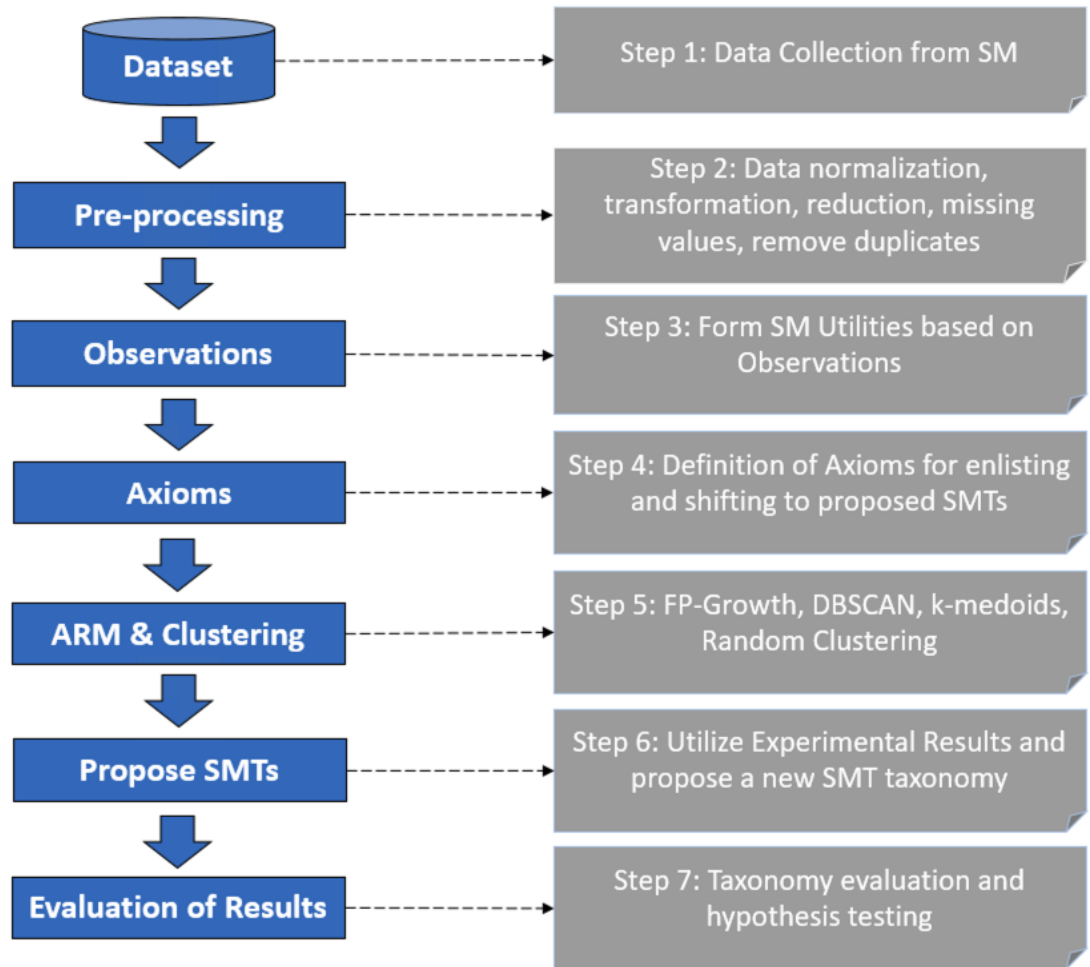 Dataset
Step 1: Data Collection from SM
Pre-processing
Step 2: Data normalization,
transformation, reduction, missing
values, remove duplicates
Observations
Step 3: Form SM Utilities based on
Observations
Axioms
Step 4: Definition of Axioms for enlisting
and shifting to proposed SMTs
ARM & Clustering
Step 5: FP-Growth, DBSCAN, k-medoids,
Random Clustering
Propose SMTs
Step 6: Utilize Experimental Results and
propose a new SMT taxonomy
Evaluation of Results
Step 7: Taxonomy evaluation and
hypothesis testing